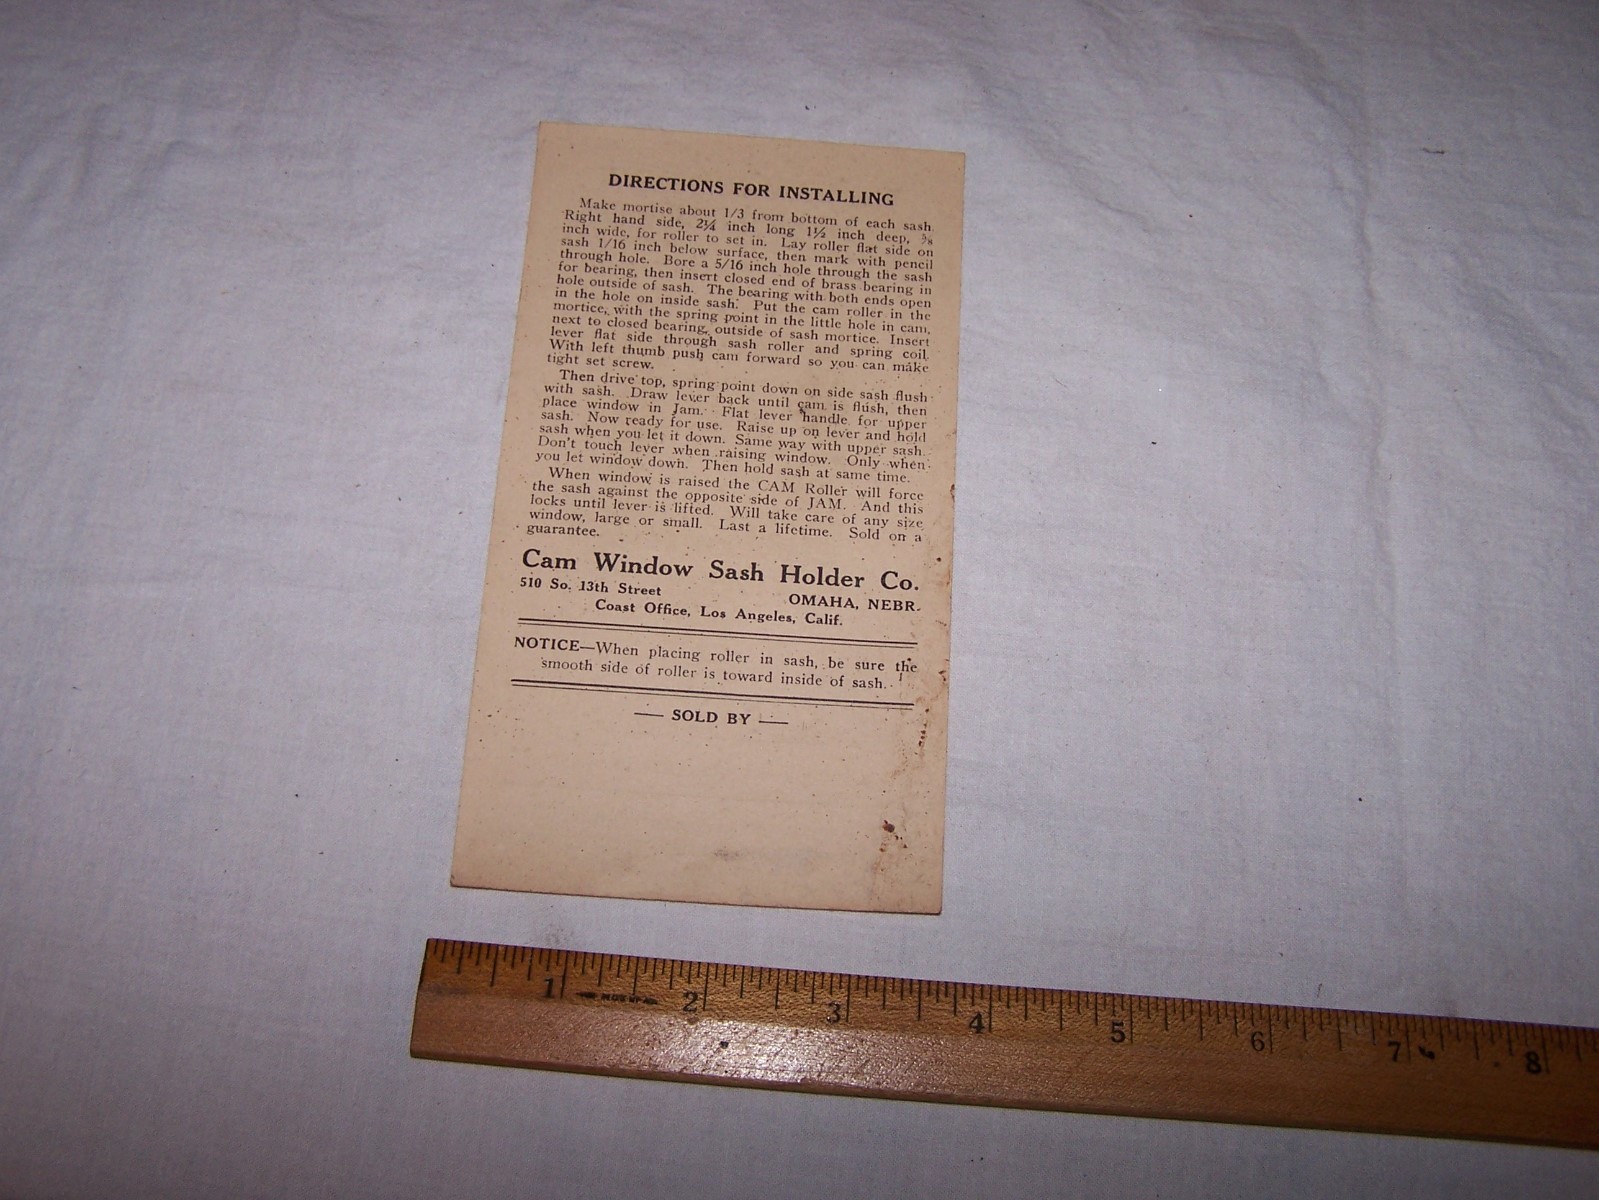 DIRECTIONS FOR INSTALLING
Make mortise about 1/3 from bottom of each sash.
Right hand side, 2¼ inch long 1½ inch deep, ⅜
inch wide, for roller to set in. Lay roller flat side on
sash 1/16 inch below surface, then mark with pencil
through hole. Bore a 5/16 inch hole through the sash
for bearing, then insert closed end of brass bearing in
hole outside of sash. The bearing with both ends open
in the hole on inside sash. Put the cam roller in the
mortice, with the spring point in the little hole in cam,
next to closed bearing, outside of sash mortice. Insert
lever flat side through sash roller and spring coil.
With left thumb push cam forward so you can make
tight set screw.
Then drive top, spring point down on side sash flush
with sash. Draw lever back until cam is flush, then
place window in Jam. Flat lever handle for upper
sash. Now ready for use. Raise up on lever and hold
sash when you let it down. Same way with upper sash.
Don't touch lever when raising window. Only when
you let window down. Then hold sash at same time.
When window is raised the CAM Roller will force
the sash against the opposite side of JAM. And this
locks until lever is lifted. Will take care of any size
window, large or small. Last a lifetime. Sold on a
guarantee.
Cam Window Sash Holder Co.
510 So. 13th Street OMAHA, NEBR.
Coast Office, Los Angeles, Calif.
NOTICE—When placing roller in sash, be sure the
smooth side of roller is toward inside of sash.
— SOLD BY —
1 2 3 4 5 6 7 8